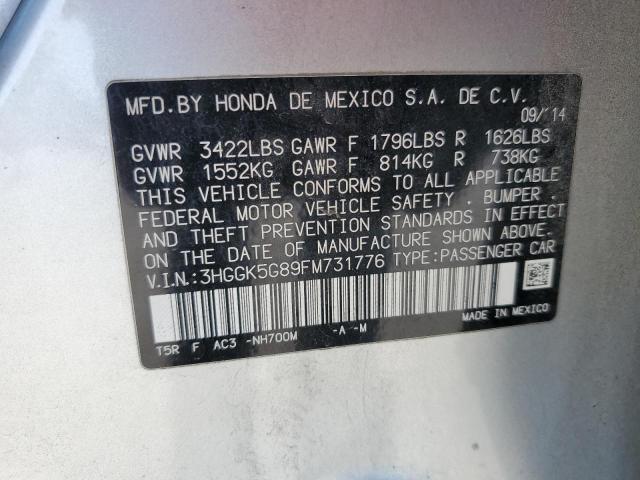 MFD.BY HONDA DE MEXICO S.A. DE C.V.
09/14
GVWR 3422LBS GAWR F 1796LBS R 1626LBS
GVWR 1552KG GAWR F 814KG R 738KG
THIS VEHICLE CONFORMS TO ALL APPLICABLE
FEDERAL MOTOR VEHICLE SAFETY, BUMPER,
AND THEFT PREVENTION STANDARDS IN EFFECT
ON THE DATE OF MANUFACTURE SHOWN ABOVE.
V.I.N.:3HGGK5G89FM731776 TYPE:PASSENGER CAR
T5R F AC3 -NH700M -A -M
MADE IN MEXICO